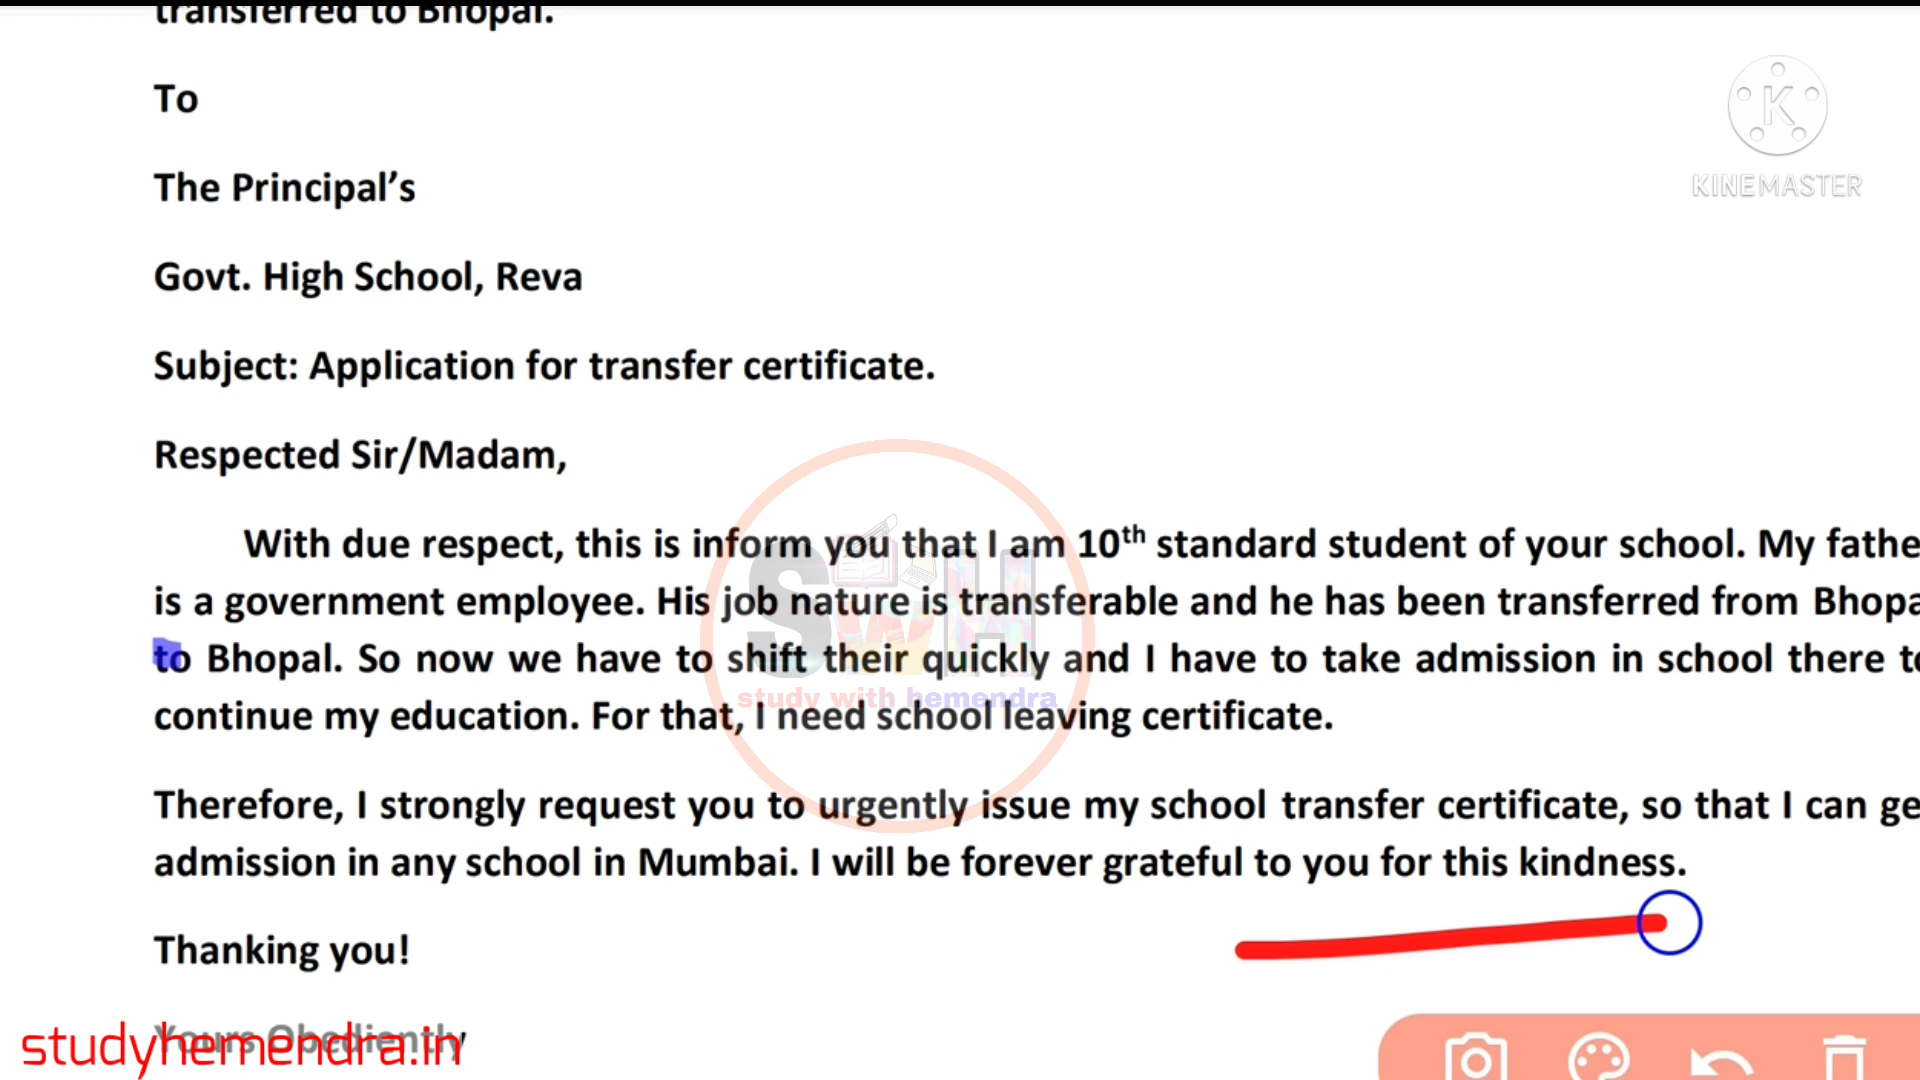 transferred to Bhopal.
To
The Principal's
Govt. High School, Reva
Subject: Application for transfer certificate.
Respected Sir/Madam,
With due respect, this is inform you that I am 10th standard student of your school. My fathe
is a government employee. His job nature is transferable and he has been transferred from Bhopa
to Bhopal. So now we have to shift their quickly and I have to take admission in school there to
continue my education. For that, I need school leaving certificate.
Therefore, I strongly request you to urgently issue my school transfer certificate, so that I can ge
admission in any school in Mumbai. I will be forever grateful to you for this kindness.
Thanking you!
Yours Obediently
studyhemendra.in
K
KINEMASTER
SWH
study with hemendra